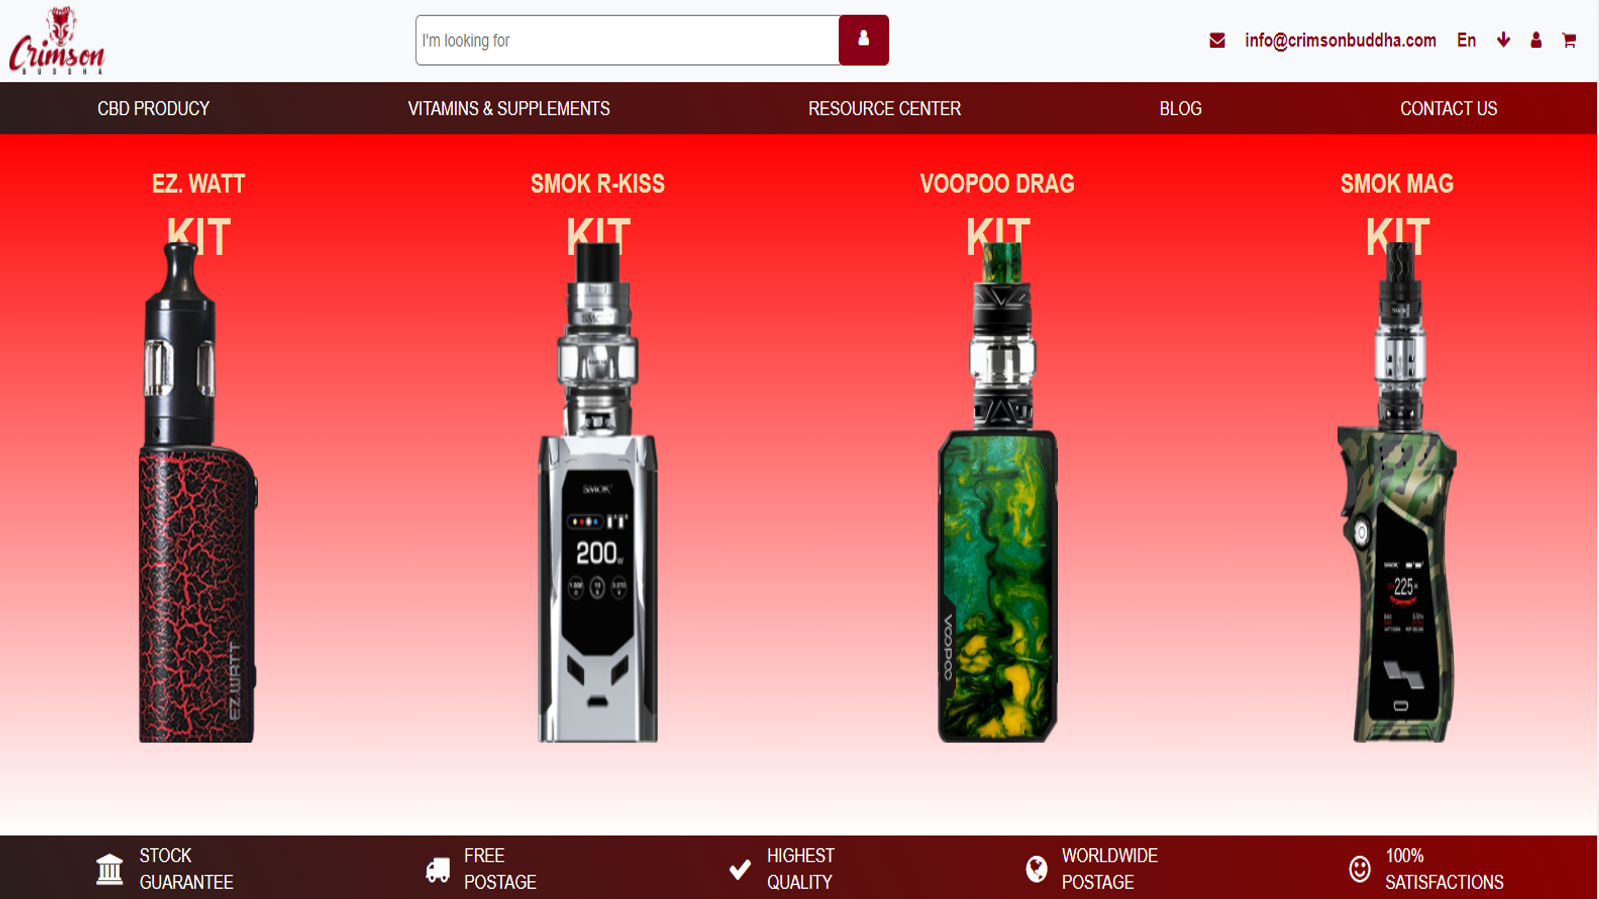 Crimson
BUDDHA
I'm looking for
info@crimsonbuddha.com En
CBD PRODUCY VITAMINS & SUPPLEMENTS RESOURCE CENTER BLOG CONTACT US
EZ. WATT SMOK R-KISS VOOPOO DRAG SMOK MAG
KIT KIT KIT KIT
SMOK
SMOK
200W
VOOPOO
EZ.WATT
SMOK
225
STOCK
GUARANTEE
FREE
POSTAGE
HIGHEST
QUALITY
WORLDWIDE
POSTAGE
100%
SATISFACTIONS